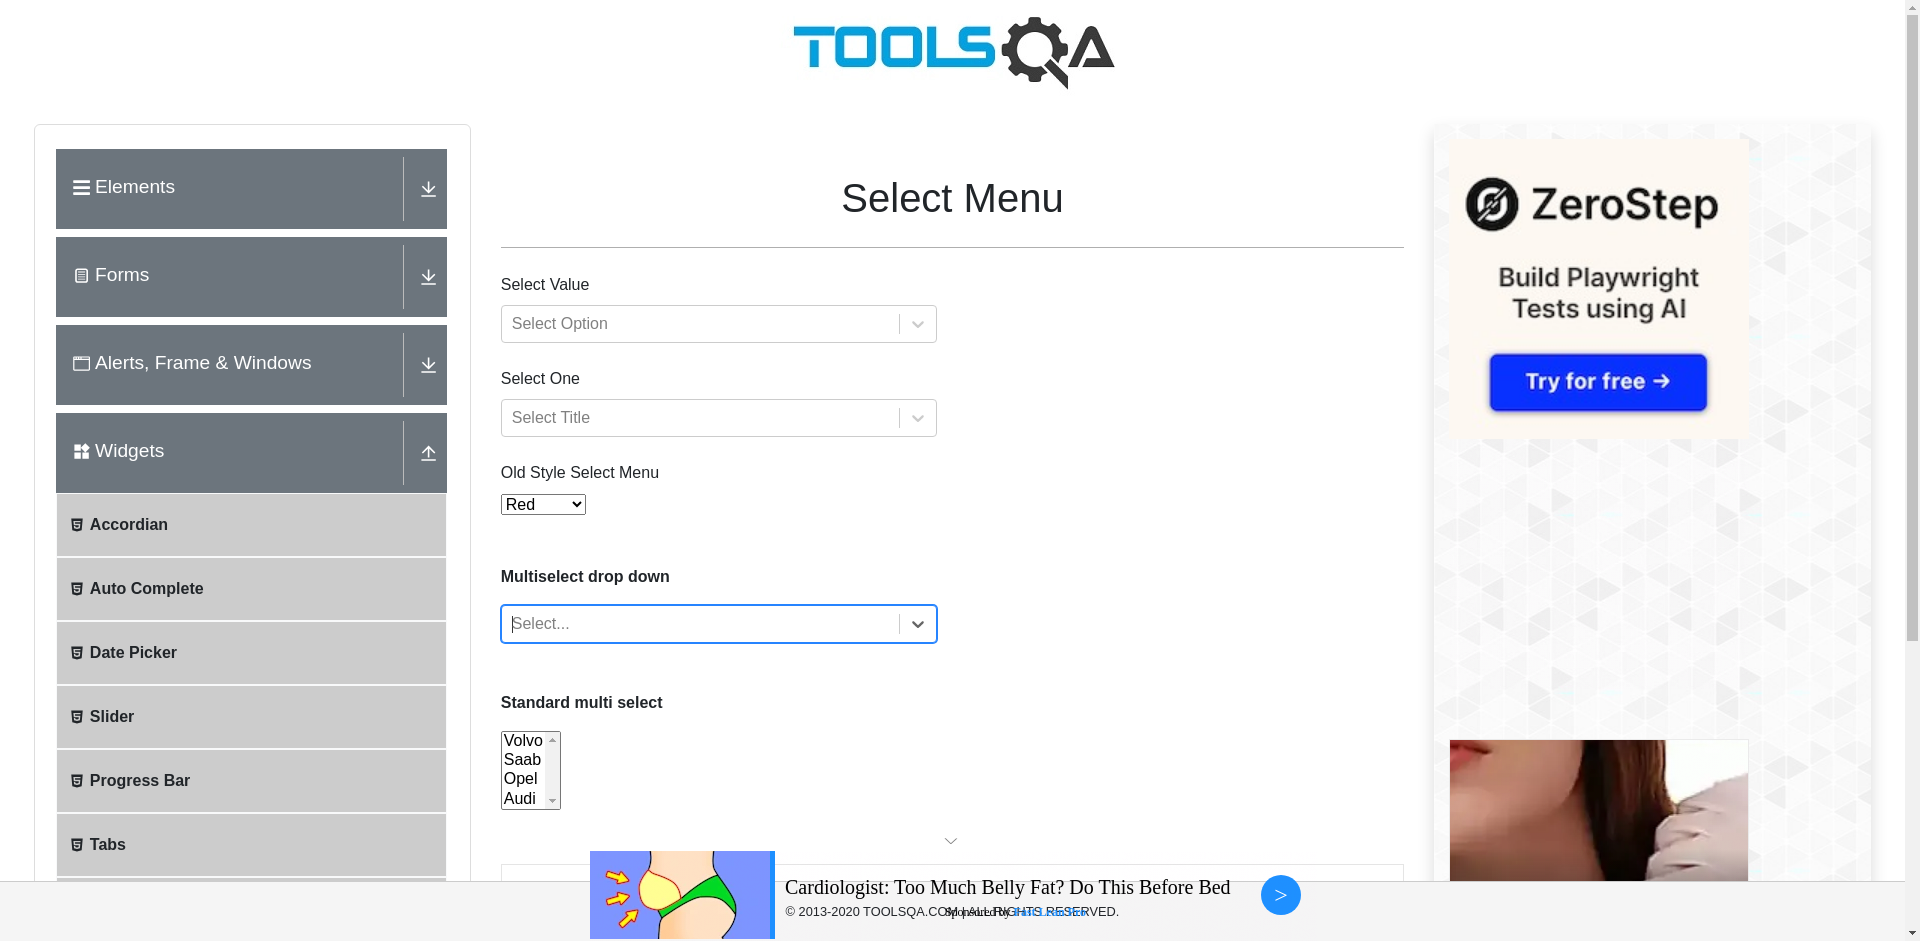 TOOLSQA
Elements
Forms
Alerts, Frame & Windows
Widgets
Accordian
Auto Complete
Date Picker
Slider
Progress Bar
Tabs
Select Menu
Select Value
Select Option
Select One
Select Title
Old Style Select Menu
Red
Multiselect drop down
Select...
Standard multi select
Volvo
Saab
Opel
Audi
ZeroStep
Build Playwright
Tests using AI
Try for free →
Cardiologist: Too Much Belly Fat? Do This Before Bed
© 2013-2020 TOOLSQA.COM | ALL RIGHTS RESERVED.
>